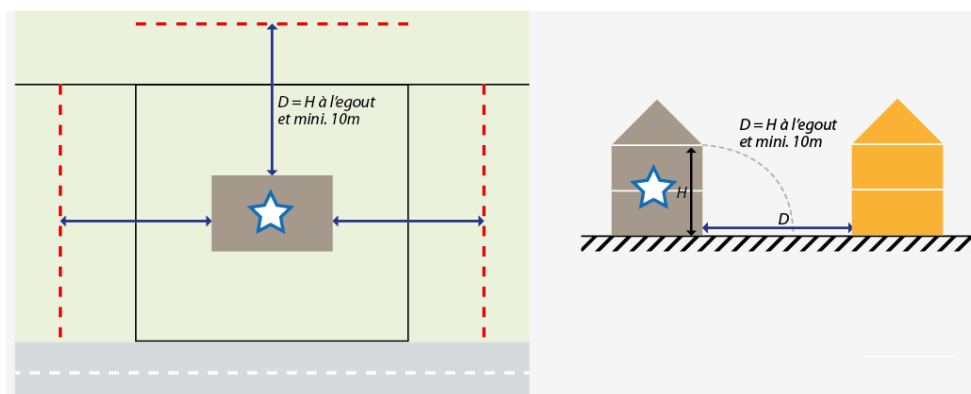 D = H à l'egout
et mini. 10m
D = H à l'egout
et mini. 10m
H
D